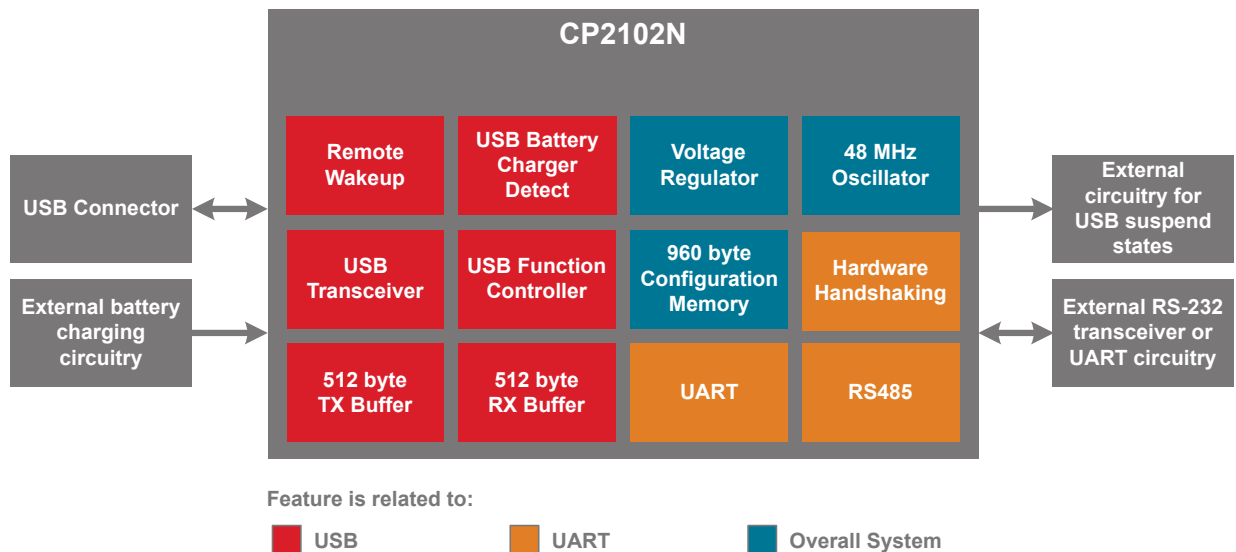 CP2102N
USB Connector
External battery
charging
circuitry
Remote
Wakeup
USB Battery
Charger
Detect
Voltage
Regulator
48 MHz
Oscillator
USB
Transceiver
USB Function
Controller
960 byte
Configuration
Memory
Hardware
Handshaking
512 byte
TX Buffer
512 byte
RX Buffer
UART
RS485
External
circuitry for
USB suspend
states
External RS-232
transceiver or
UART circuitry
Feature is related to:
USB
UART
Overall System